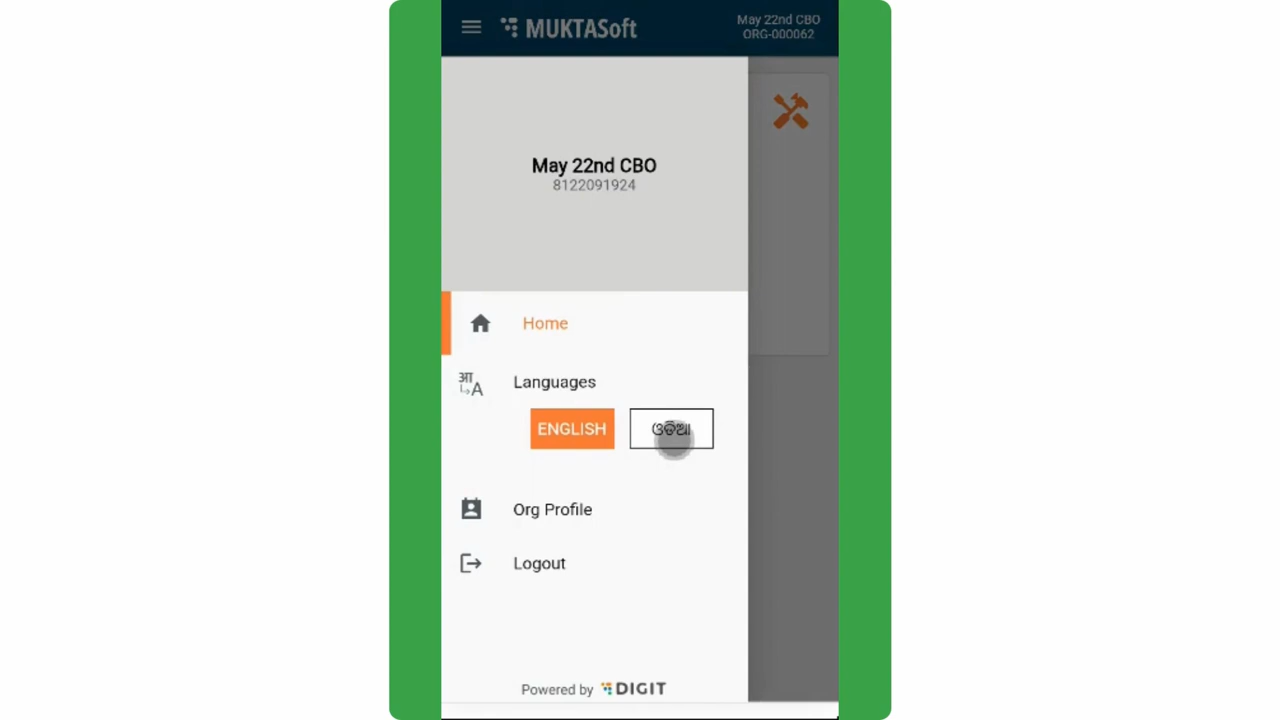 MUKTASoft
May 22nd CBO
ORG-000062
May 22nd CBO
8122091924
Home
आ
A
Languages
ENGLISH
ଓଡିଆ
Org Profile
Logout
Powered by DIGIT